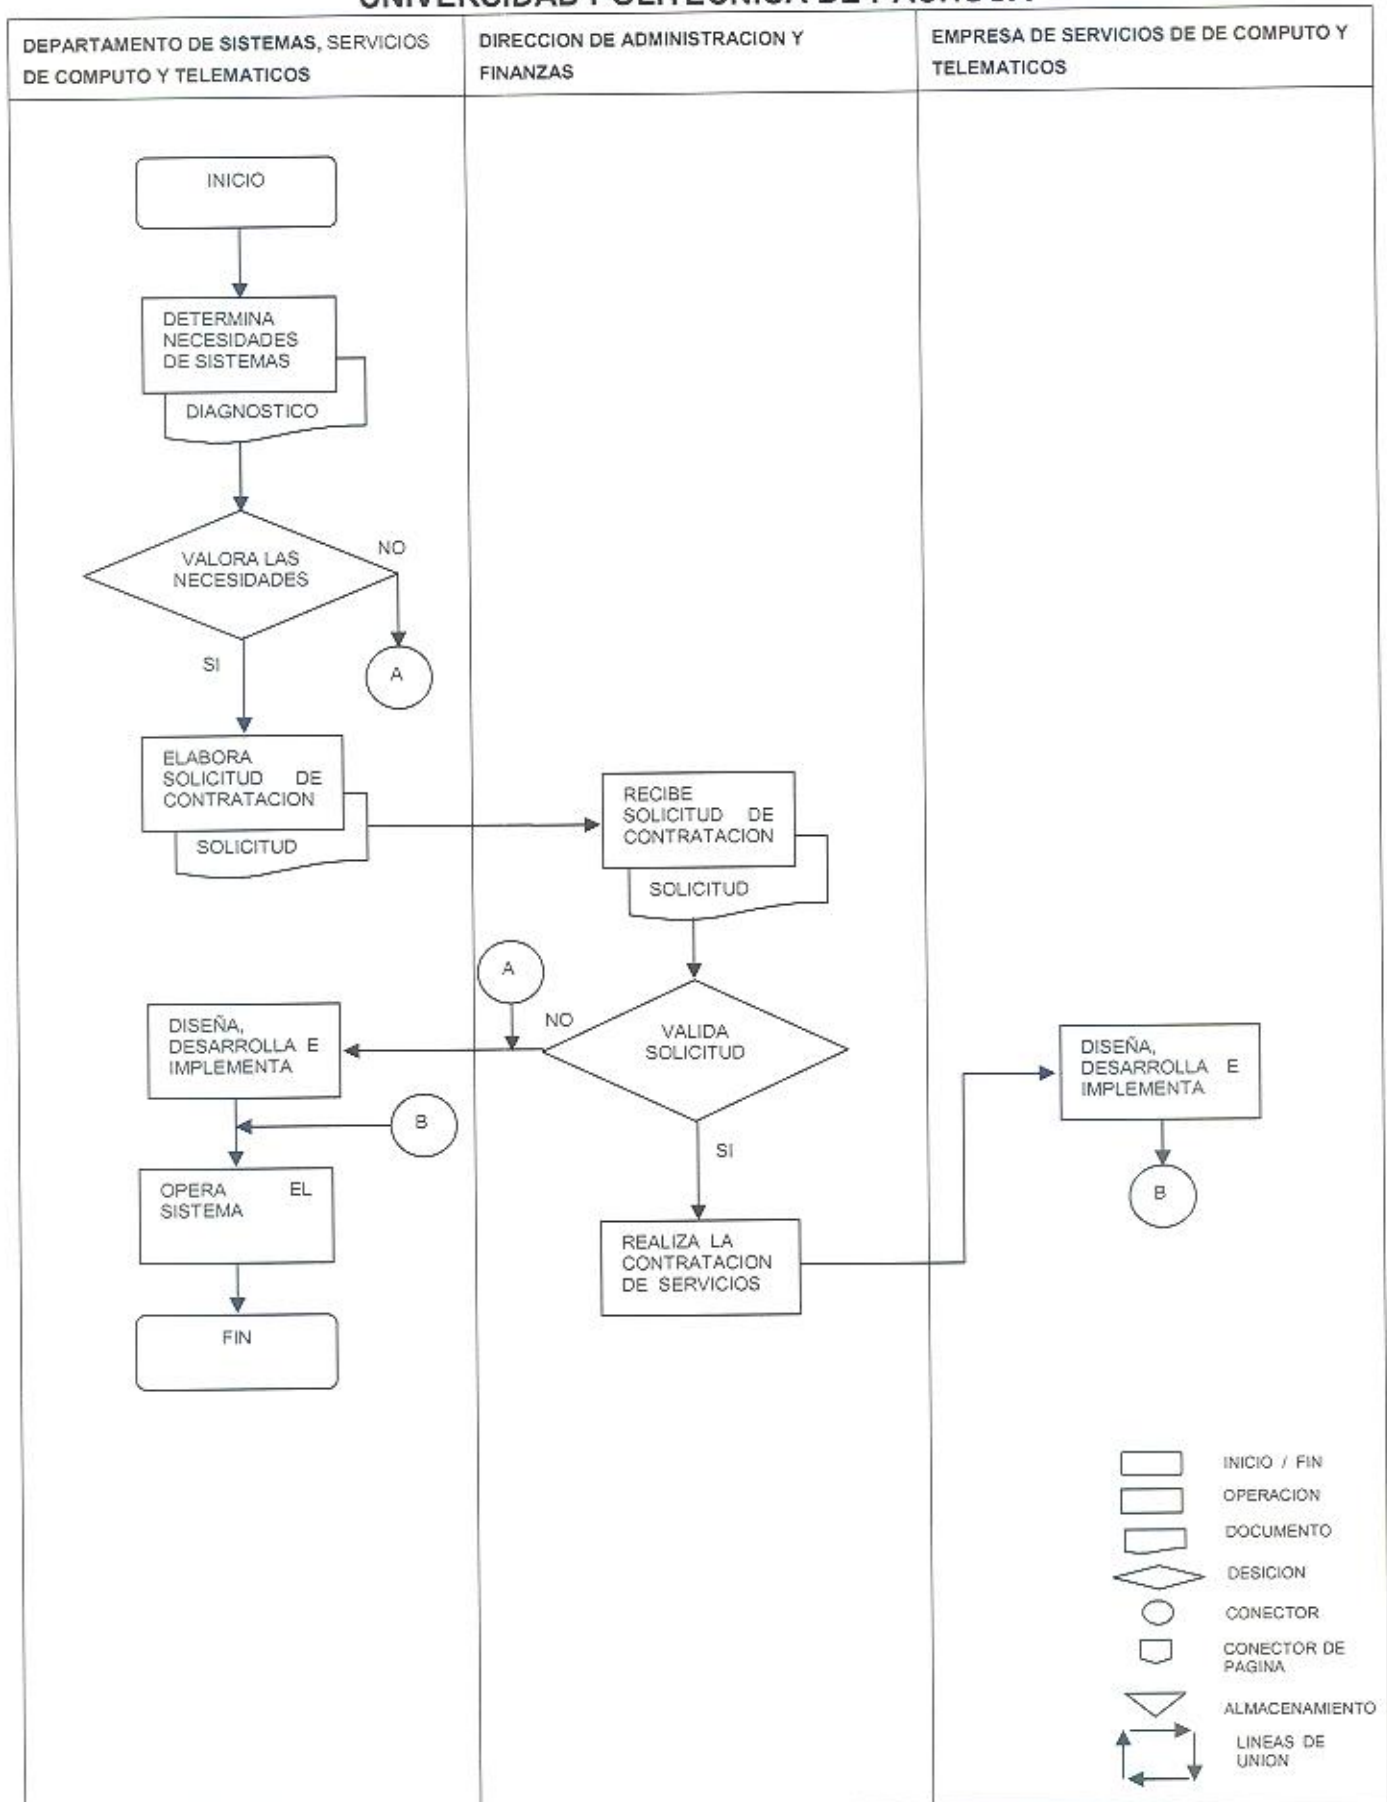 DEPARTAMENTO DE SISTEMAS, SERVICIOS
DE COMPUTO Y TELEMATICOS
DIRECCION DE ADMINISTRACION Y
FINANZAS
EMPRESA DE SERVICIOS DE DE COMPUTO Y
TELEMATICOS
INICIO
DETERMINA
NECESIDADES
DE SISTEMAS
DIAGNOSTICO
VALORA LAS
NECESIDADES
NO
A
SI
ELABORA
SOLICITUD DE
CONTRATACION
SOLICITUD
RECIBE
SOLICITUD DE
CONTRATACION
SOLICITUD
A
NO
VALIDA
SOLICITUD
DISEÑA,
DESARROLLA E
IMPLEMENTA
DISEÑA,
DESARROLLA E
IMPLEMENTA
B
SI
B
OPERA EL
SISTEMA
REALIZA LA
CONTRATACION
DE SERVICIOS
FIN
INICIO / FIN
OPERACION
DOCUMENTO
DESICION
CONECTOR
CONECTOR DE
PAGINA
ALMACENAMIENTO
LINEAS DE
UNION